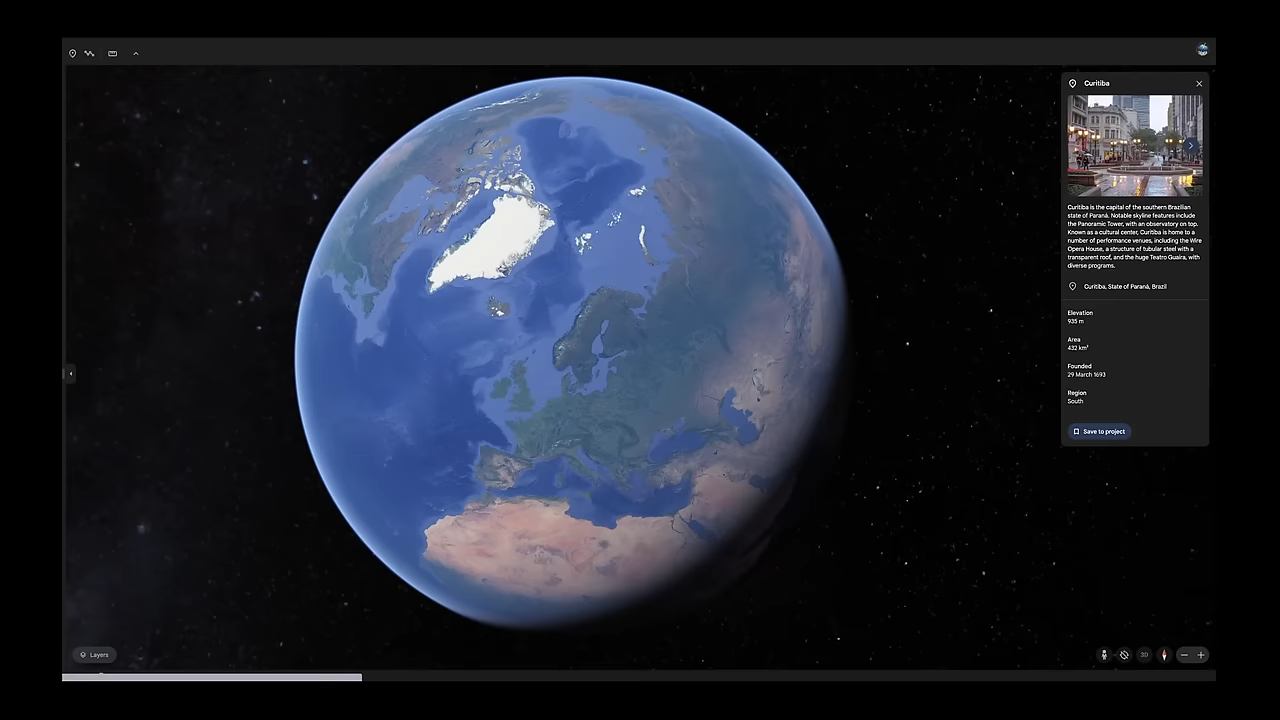 Curitiba
Curitiba is the capital of the southern Brazilian
state of Paraná. Notable skyline features include
the Panoramic Tower, with an observatory on top.
Known as a cultural center, Curitiba is home to a
number of performance venues, including the Wire
Opera House, a structure of tubular steel with a
transparent roof, and the huge Teatro Guaíra, with
diverse programs.
Curitiba, State of Paraná, Brazil
Elevation
935 m
Area
432 km²
Founded
29 March 1693
Region
South
Save to project
Layers
3D